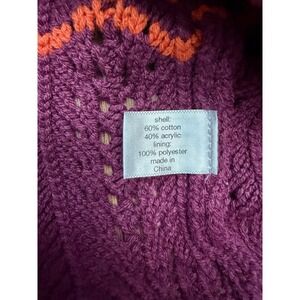 shell:
60% cotton
40% acrylic
lining:
100% polyester
made in
China